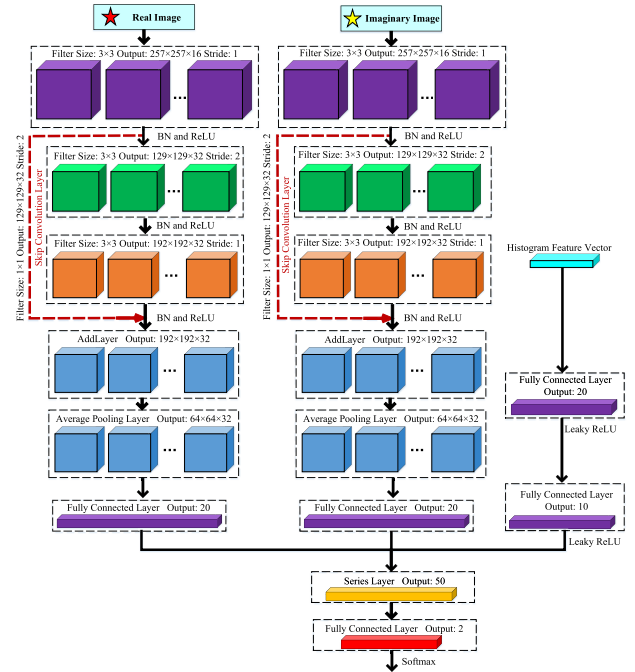 Real Image
Filter Size: 3×3 Output: 257×257×16 Stride: 1
...
BN and ReLU
Filter Size: 1×1 Output: 129×129×32 Stride: 2
Skip Convolution Layer
Filter Size: 3×3 Output: 129×129×32 Stride: 2
...
BN and ReLU
Filter Size: 3×3 Output: 192×192×32 Stride: 1
...
BN and ReLU
AddLayer Output: 192×192×32
...
Average Pooling Layer Output: 64×64×32
...
Fully Connected Layer Output: 20
Imaginary Image
Filter Size: 3×3 Output: 257×257×16 Stride: 1
...
BN and ReLU
Filter Size: 1×1 Output: 129×129×32 Stride: 2
Skip Convolution Layer
Filter Size: 3×3 Output: 129×129×32 Stride: 2
...
BN and ReLU
Filter Size: 3×3 Output: 192×192×32 Stride: 1
...
BN and ReLU
AddLayer Output: 192×192×32
...
Average Pooling Layer Output: 64×64×32
...
Fully Connected Layer Output: 20
Histogram Feature Vector
Fully Connected Layer
Output: 20
Leaky ReLU
Fully Connected Layer
Output: 10
Leaky ReLU
Series Layer Output: 50
Fully Connected Layer Output: 2
Softmax